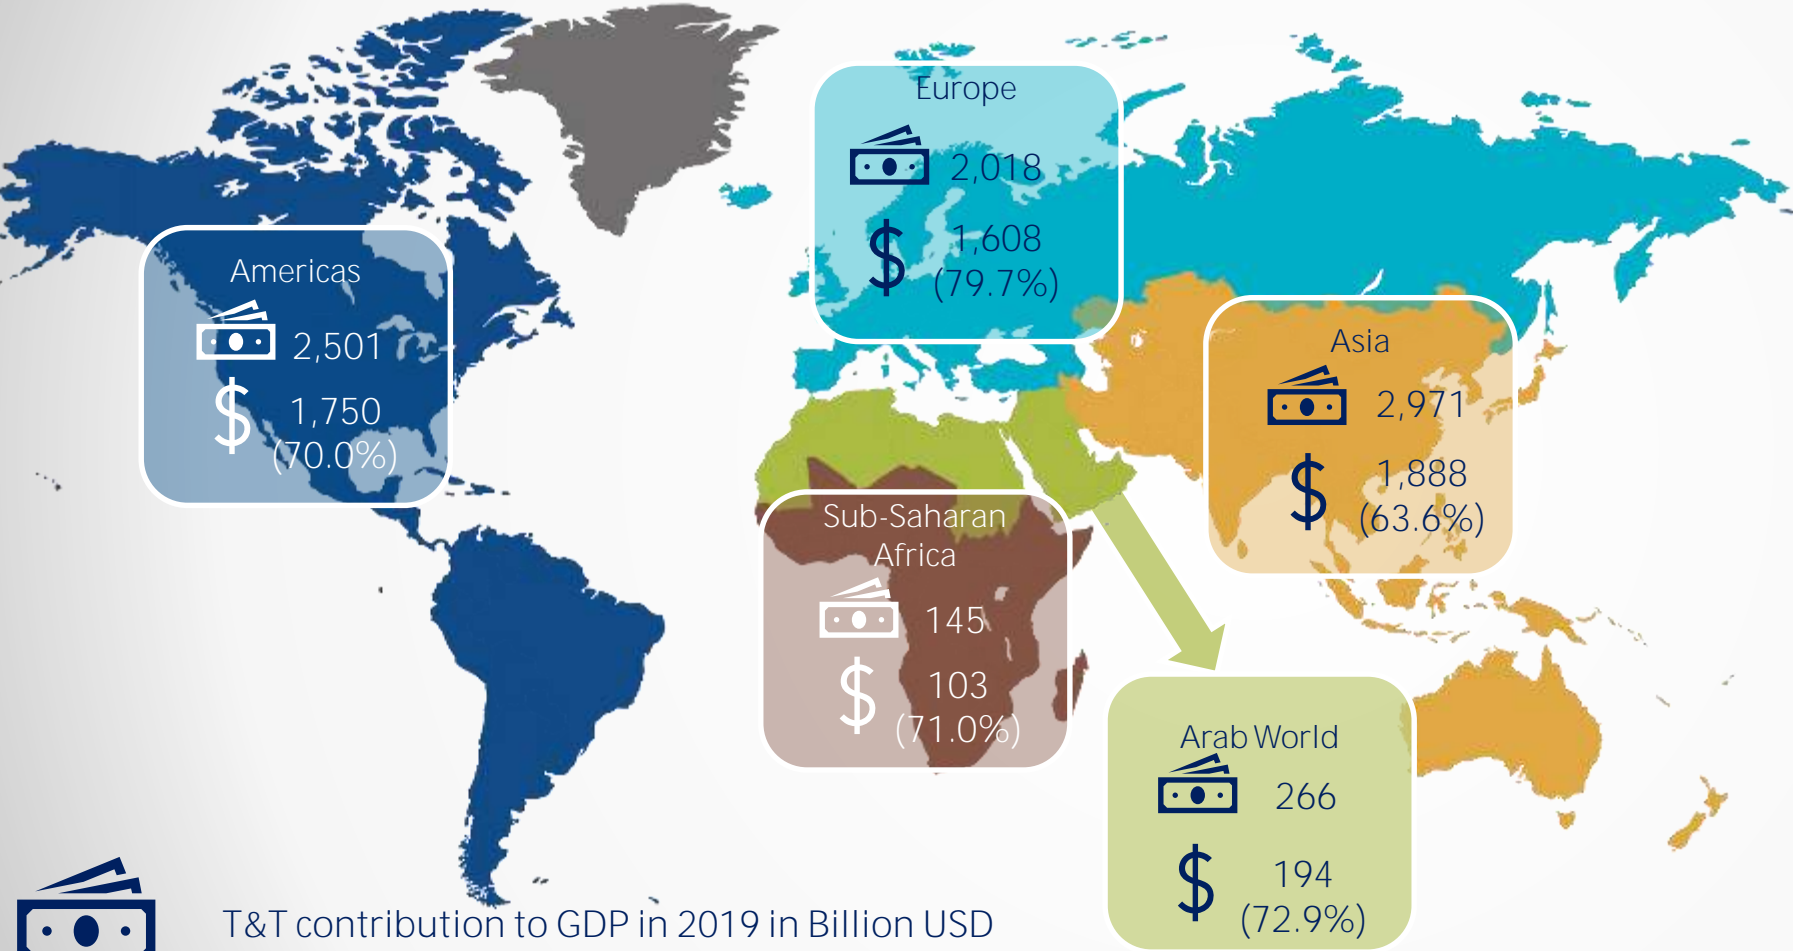 Europe
2,018
1,608
(79.7%)
Americas
2,501
1,750
(70.0%)
Asia
2,971
1,888
(63.6%)
Sub-Saharan
Africa
145
103
(71.0%)
Arab World
266
194
(72.9%)
T&T contribution to GDP in 2019 in Billion USD